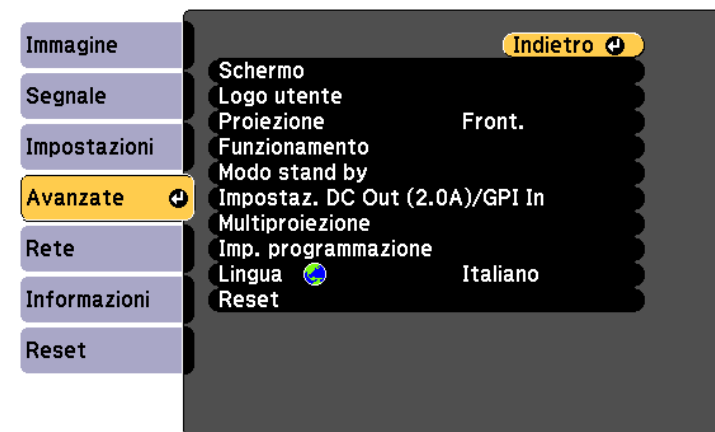 Immagine
Segnale
Impostazioni
Avanzate
Rete
Informazioni
Reset
Indietro
Schermo
Logo utente
Proiezione Front.
Funzionamento
Modo stand by
Impostaz. DC Out (2.0A)/GPI In
Multiproiezione
Imp. programmazione
Lingua Italiano
Reset